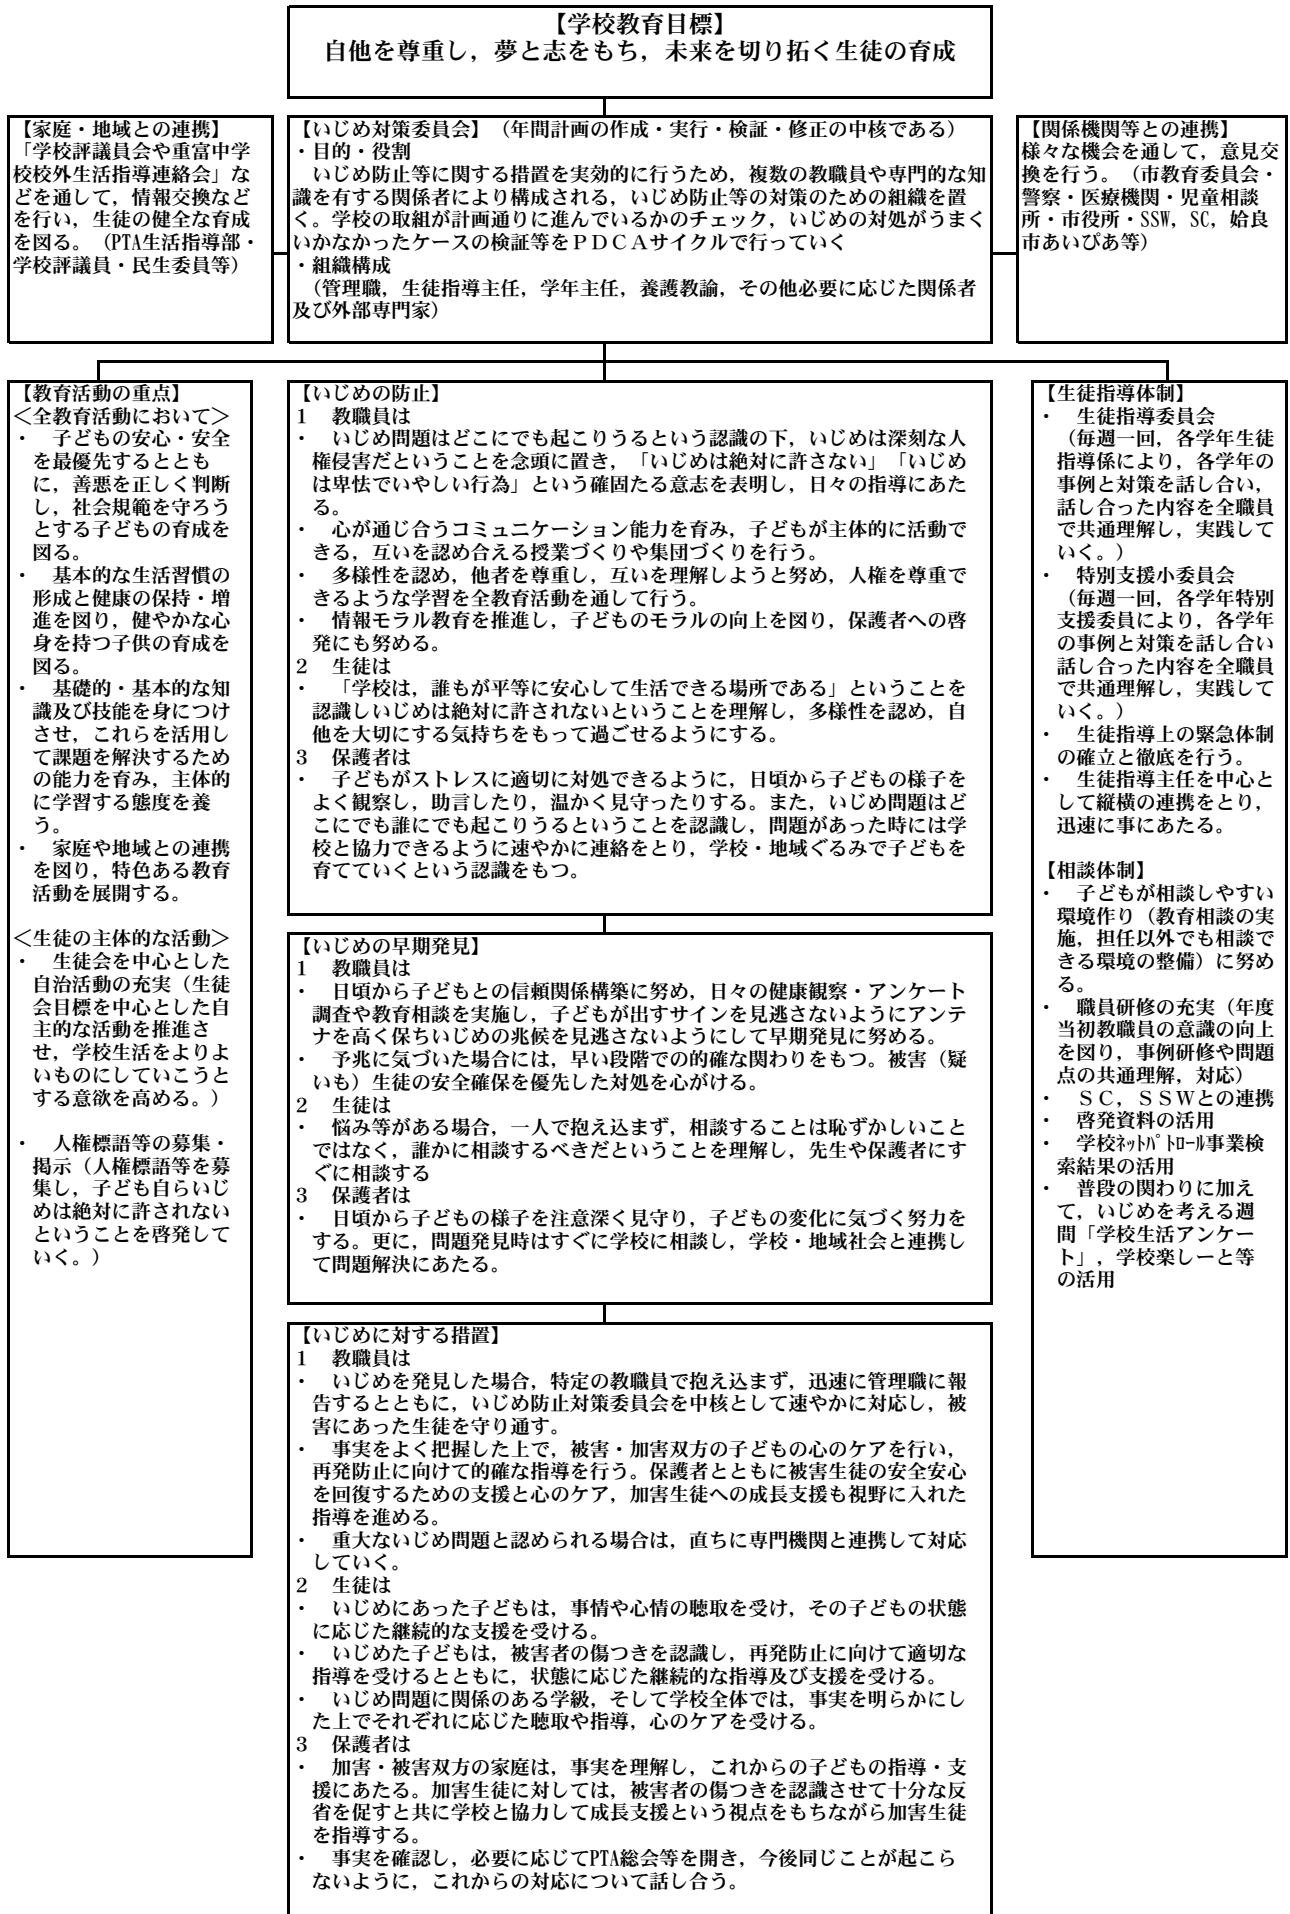 【学校教育目標】
自他を尊重し，夢と志をもち，未来を切り拓く生徒の育成
【家庭・地域との連携】
「学校評議員会や重富中学
校校外生活指導連絡会」な
どを通して，情報交換など
を行い，生徒の健全な育成
を図る。（PTA生活指導部・
学校評議員・民生委員等）
【いじめ対策委員会】（年間計画の作成・実行・検証・修正の中核である）
・目的・役割
いじめ防止等に関する措置を実効的に行うため，複数の教職員や専門的な知
識を有する関係者により構成される，いじめ防止等の対策のための組織を置
く。学校の取組が計画通りに進んでいるかのチェック，いじめの対処がうまく
いかなかったケースの検証等をＰＤＣＡサイクルで行っていく
・組織構成
（管理職，生徒指導主任，学年主任，養護教諭，その他必要に応じた関係者
及び外部専門家）
【関係機関等との連携】
様々な機会を通して，意見交
換を行う。（市教育委員会・
警察・医療機関・児童相談
所・市役所・SSW，SC，姶良
市あいぴあ等）
【教育活動の重点】
＜全教育活動において＞
・　子どもの安心・安全
を最優先するととも
に，善悪を正しく判断
し，社会規範を守ろう
とする子どもの育成を
図る。
・　基本的な生活習慣の
形成と健康の保持・増
進を図り，健やかな心
身を持つ子供の育成を
図る。
・　基礎的・基本的な知
識及び技能を身につけ
させ，これらを活用し
て課題を解決するため
の能力を育み，主体的
に学習する態度を養
う。
・　家庭や地域との連携
を図り，特色ある教育
活動を展開する。
＜生徒の主体的な活動＞
・　生徒会を中心とした
自治活動の充実（生徒
会目標を中心とした自
主的な活動を推進さ
せ，学校生活をよりよ
いものにしていこうと
する意欲を高める。）
・　人権標語等の募集・
掲示（人権標語等を募
集し，子ども自らいじ
めは絶対に許されない
ということを啓発して
いく。）
【いじめの防止】
１　教職員は
・　いじめ問題はどこにでも起こりうるという認識の下，いじめは深刻な人
権侵害だということを念頭に置き，「いじめは絶対に許さない」「いじめ
は卑怯でいやしい行為」という確固たる意志を表明し，日々の指導にあた
る。
・　心が通じ合うコミュニケーション能力を育み，子どもが主体的に活動で
きる，互いを認め合える授業づくりや集団づくりを行う。
・　多様性を認め，他者を尊重し，互いを理解しようと努め，人権を尊重で
きるような学習を全教育活動を通して行う。
・　情報モラル教育を推進し，子どものモラルの向上を図り，保護者への啓
発にも努める。
２　生徒は
・　「学校は，誰もが平等に安心して生活できる場所である」ということを
認識しいじめは絶対に許されないということを理解し，多様性を認め，自
他を大切にする気持ちをもって過ごせるようにする。
３　保護者は
・　子どもがストレスに適切に対処できるように，日頃から子どもの様子を
よく観察し，助言したり，温かく見守ったりする。また，いじめ問題はど
こにでも誰にでも起こりうるということを認識し，問題があった時には学
校と協力できるように速やかに連絡をとり，学校・地域ぐるみで子どもを
育てていくという認識をもつ。
【いじめの早期発見】
１　教職員は
・　日頃から子どもとの信頼関係構築に努め，日々の健康観察・アンケート
調査や教育相談を実施し，子どもが出すサインを見逃さないようにアンテ
ナを高く保ちいじめの兆候を見逃さないようにして早期発見に努める。
・　予兆に気づいた場合には，早い段階での的確な関わりをもつ。被害（疑
いも）生徒の安全確保を優先した対処を心がける。
２　生徒は
・　悩み等がある場合，一人で抱え込まず，相談することは恥ずかしいこと
ではなく，誰かに相談するべきだということを理解し，先生や保護者にす
ぐに相談する
３　保護者は
・　日頃から子どもの様子を注意深く見守り，子どもの変化に気づく努力を
する。更に，問題発見時はすぐに学校に相談し，学校・地域社会と連携し
て問題解決にあたる。
【いじめに対する措置】
１　教職員は
・　いじめを発見した場合，特定の教職員で抱え込まず，迅速に管理職に報
告するとともに，いじめ防止対策委員会を中核として速やかに対応し，被
害にあった生徒を守り通す。
・　事実をよく把握した上で，被害・加害双方の子どもの心のケアを行い，
再発防止に向けて的確な指導を行う。保護者とともに被害生徒の安全安心
を回復するための支援と心のケア，加害生徒への成長支援も視野に入れた
指導を進める。
・　重大ないじめ問題と認められる場合は，直ちに専門機関と連携して対応
していく。
２　生徒は
・　いじめにあった子どもは，事情や心情の聴取を受け，その子どもの状態
に応じた継続的な支援を受ける。
・　いじめた子どもは，被害者の傷つきを認識し，再発防止に向けて適切な
指導を受けるとともに，状態に応じた継続的な指導及び支援を受ける。
・　いじめ問題に関係のある学級，そして学校全体では，事実を明らかにし
た上でそれぞれに応じた聴取や指導，心のケアを受ける。
３　保護者は
・　加害・被害双方の家庭は，事実を理解し，これからの子どもの指導・支
援にあたる。加害生徒に対しては，被害者の傷つきを認識させて十分な反
省を促すと共に学校と協力して成長支援という視点をもちながら加害生徒
を指導する。
・　事実を確認し，必要に応じてPTA総会等を開き，今後同じことが起こら
ないように，これからの対応について話し合う。
【生徒指導体制】
・　生徒指導委員会
（毎週一回，各学年生徒
指導係により，各学年の
事例と対策を話し合い，
話し合った内容を全職員
で共通理解し，実践して
いく。）
・　特別支援小委員会
（毎週一回，各学年特別
支援委員により，各学年
の事例と対策を話し合い
話し合った内容を全職員
で共通理解し，実践して
いく。）
・　生徒指導上の緊急体制
の確立と徹底を行う。
・　生徒指導主任を中心と
して縦横の連携をとり，
迅速に事にあたる。
【相談体制】
・　子どもが相談しやすい
環境作り（教育相談の実
施，担任以外でも相談で
きる環境の整備）に努め
る。
・　職員研修の充実（年度
当初教職員の意識の向上
を図り，事例研修や問題
点の共通理解，対応）
・　ＳＣ，ＳＳＷとの連携
・　啓発資料の活用
・　学校ﾈｯﾄﾊﾟﾄﾛｰﾙ事業検
索結果の活用
・　普段の関わりに加え
て，いじめを考える週
間「学校生活アンケー
ト」，学校楽しーと等
の活用